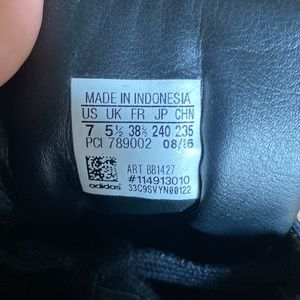 MADE IN INDONESIA
US UK FR JP CHN
7 5½ 38⅔ 240 235
PCI 789002 08/16
ART BB1427
#114913010
adidas 33C9SVYN00122